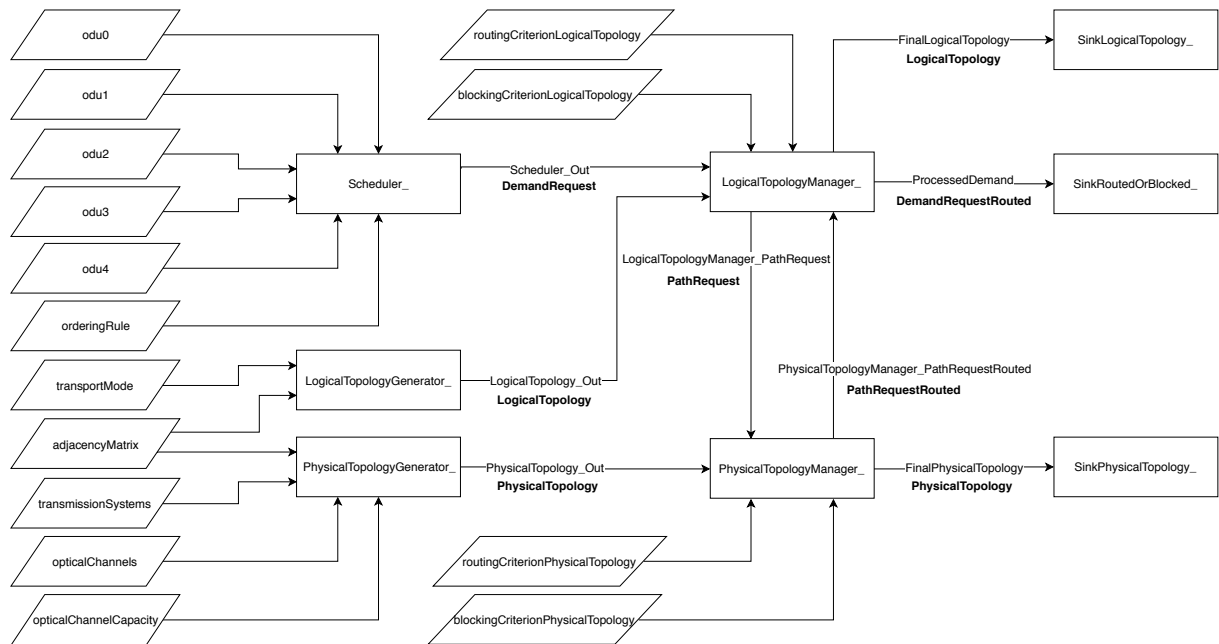 odu0
odu1
odu2
odu3
odu4
orderingRule
transportMode
adjacencyMatrix
transmissionSystems
opticalChannels
opticalChannelCapacity
Scheduler_
LogicalTopologyGenerator_
PhysicalTopologyGenerator_
routingCriterionLogicalTopology
blockingCriterionLogicalTopology
Scheduler_Out
DemandRequest
LogicalTopology_Out
LogicalTopology
PhysicalTopology_Out
PhysicalTopology
routingCriterionPhysicalTopology
blockingCriterionPhysicalTopology
LogicalTopologyManager_
LogicalTopologyManager_PathRequest
PathRequest
PhysicalTopologyManager_PathRequestRouted
PathRequestRouted
PhysicalTopologyManager_
FinalLogicalTopology
LogicalTopology
ProcessedDemand
DemandRequestRouted
FinalPhysicalTopology
PhysicalTopology
SinkLogicalTopology_
SinkRoutedOrBlocked_
SinkPhysicalTopology_